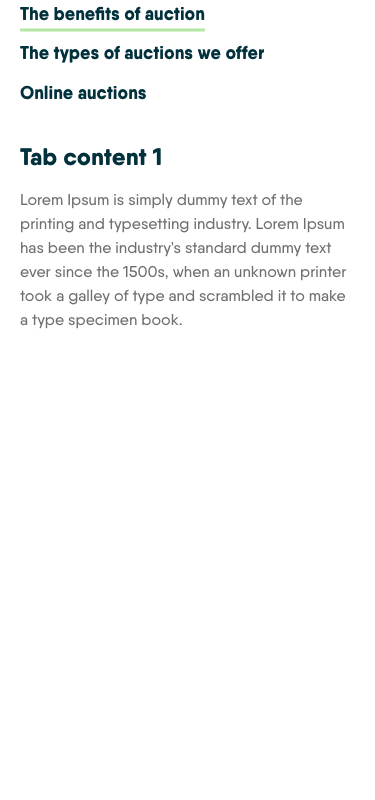 The benefits of auction
The types of auctions we offer
Online auctions
Tab content 1
Lorem Ipsum is simply dummy text of the
printing and typesetting industry. Lorem Ipsum
has been the industry's standard dummy text
ever since the 1500s, when an unknown printer
took a galley of type and scrambled it to make
a type specimen book.